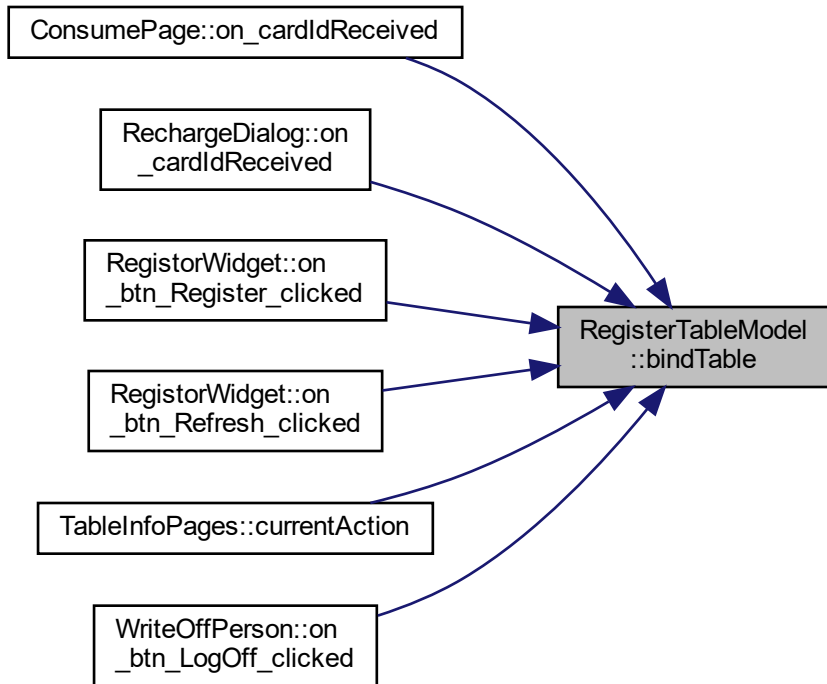 ConsumePage::on_cardIdReceived
RechargeDialog::on
_cardIdReceived
RegistorWidget::on
_btn_Register_clicked
RegisterTableModel
::bindTable
RegistorWidget::on
_btn_Refresh_clicked
TableInfoPages::currentAction
WriteOffPerson::on
_btn_LogOff_clicked